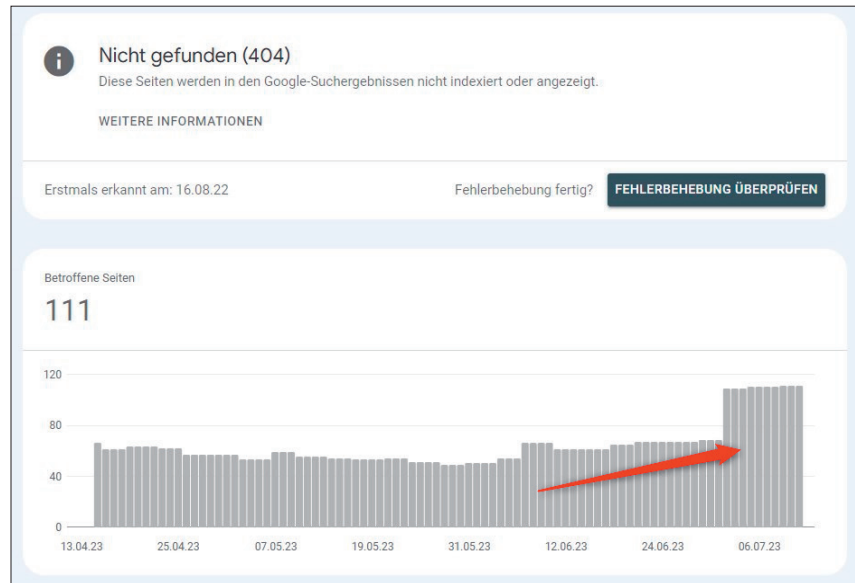 Nicht gefunden (404)
Diese Seiten werden in den Google-Suchergebnissen nicht indexiert oder angezeigt.
WEITERE INFORMATIONEN
Erstmals erkannt am: 16.08.22
Fehlerbehebung fertig?
FEHLERBEHEBUNG ÜBERPRÜFEN
Betroffene Seiten
111
120
80
40
0
13.04.23 25.04.23 07.05.23 19.05.23 31.05.23 12.06.23 24.06.23 06.07.23